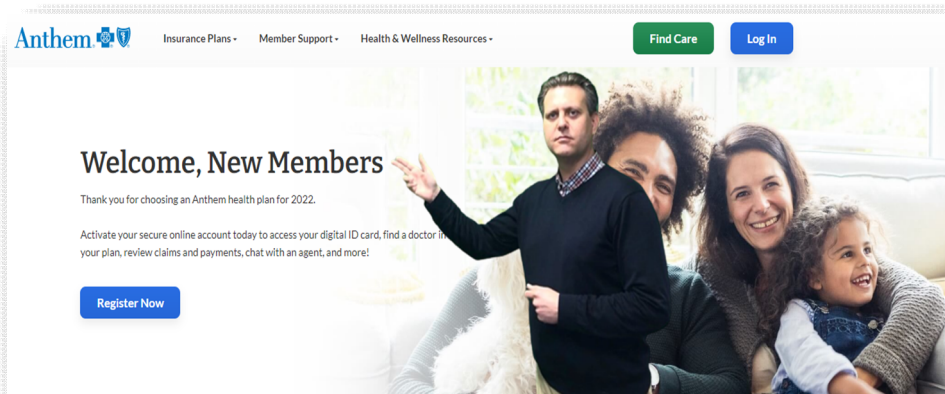 Anthem
Insurance Plans
Member Support
Health & Wellness Resources
Find Care
Log In
Welcome, New Members
Thank you for choosing an Anthem health plan for 2022.
Activate your secure online account today to access your digital ID card, find a doctor in
your plan, review claims and payments, chat with an agent, and more!
Register Now